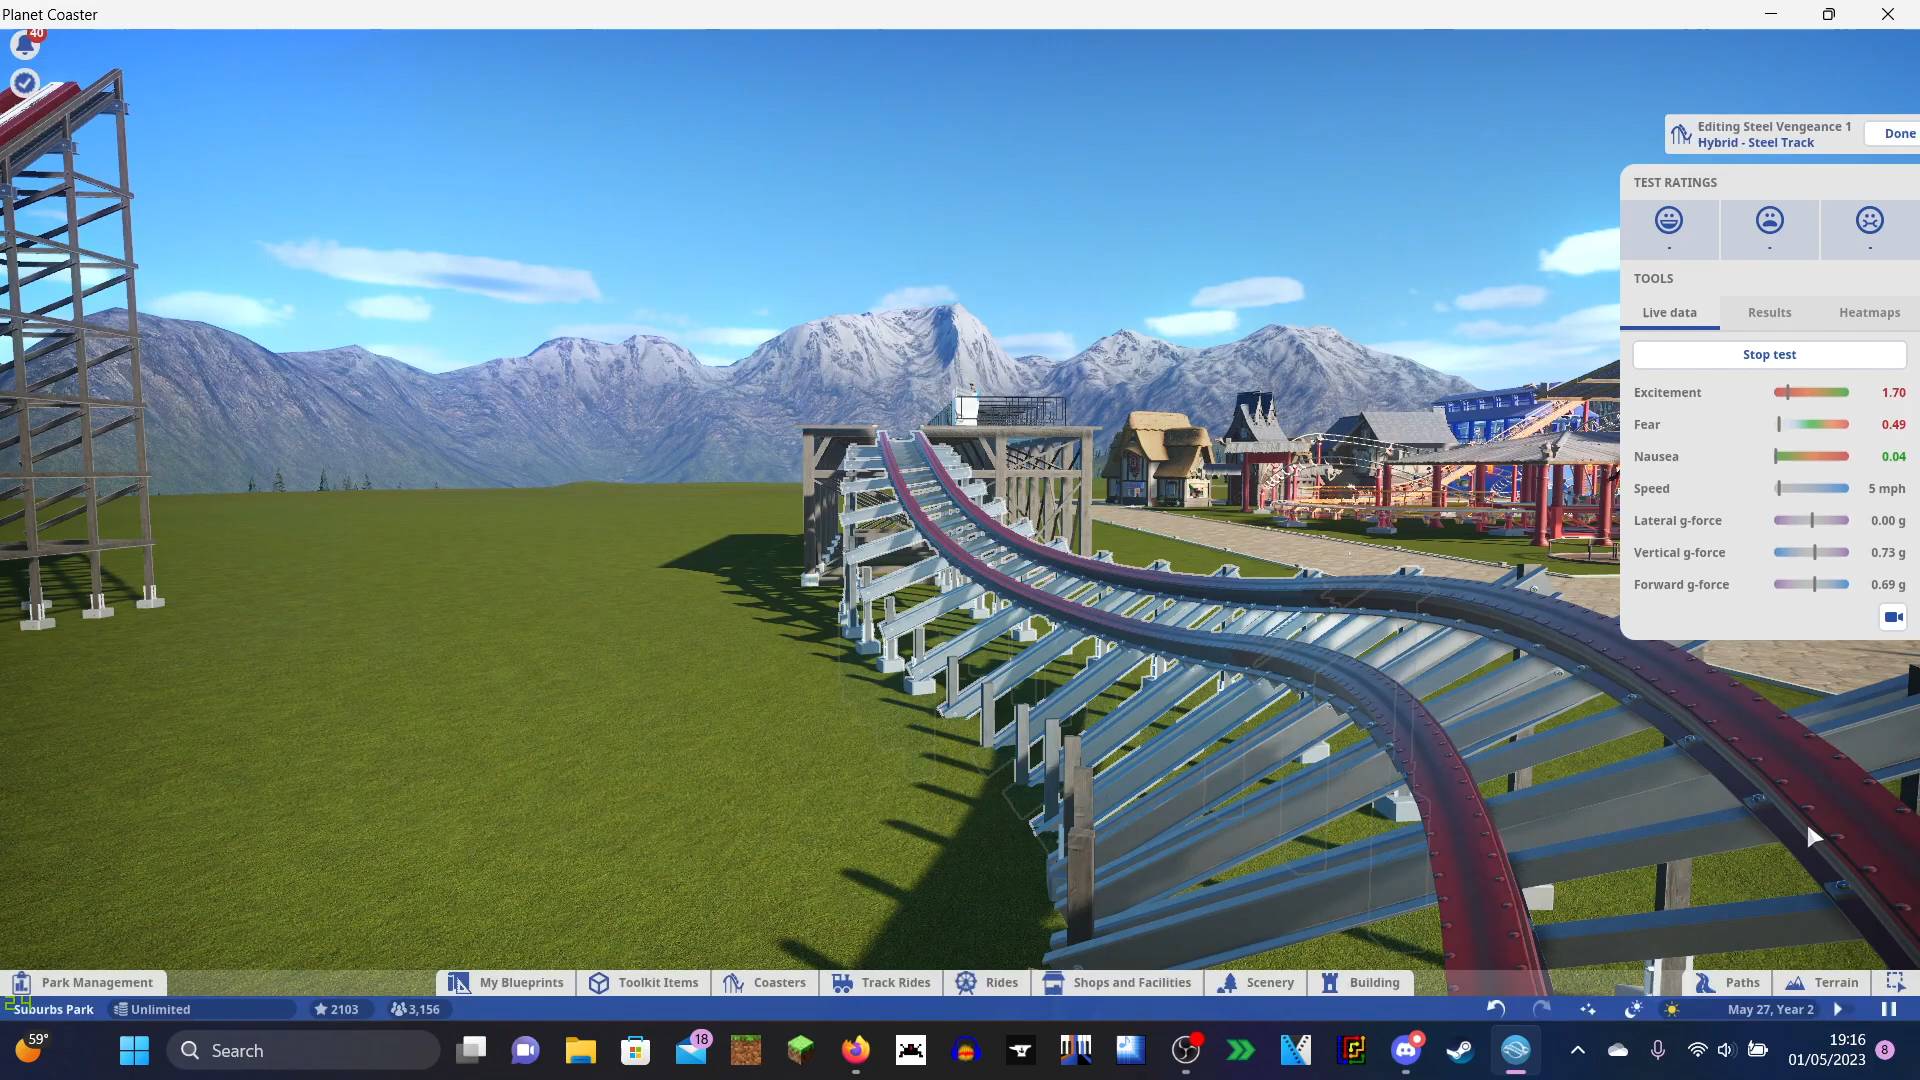 Planet Coaster
40
Editing Steel Vengeance 1
Hybrid - Steel Track
Done
TEST RATINGS
- - -
TOOLS
Live data Results Heatmaps
Stop test
Excitement 1.70
Fear 0.49
Nausea 0.04
Speed 5 mph
Lateral g-force 0.00 g
Vertical g-force 0.73 g
Forward g-force 0.69 g
Park Management My Blueprints Toolkit Items Coasters Track Rides Rides Shops and Facilities Scenery Building Paths Terrain
24
Suburbs Park Unlimited 2103 3,156 May 27, Year 2
59° Search 18 19:16
01/05/2023 8